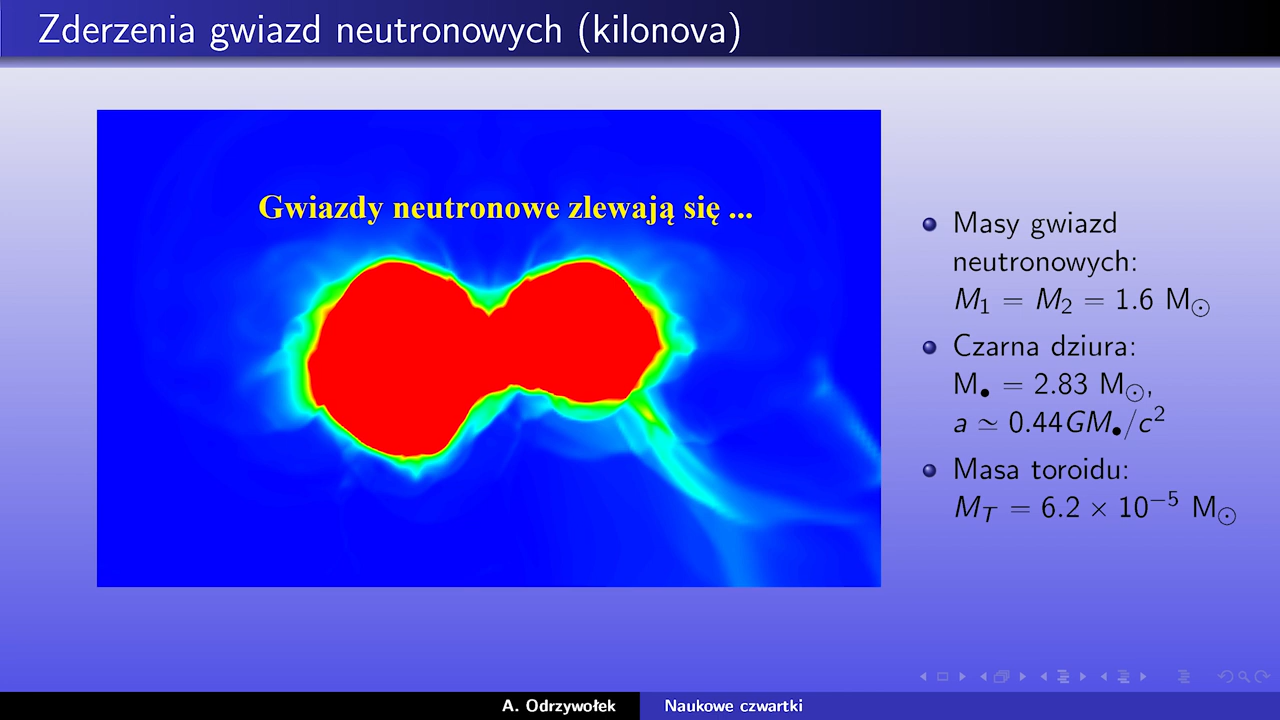 Zderzenia gwiazd neutronowych (kilonova)
Gwiazdy neutronowe zlewają się ...
Masy gwiazd
neutronowych:
M₁ = M₂ = 1.6 M☉
Czarna dziura:
M• = 2.83 M☉,
a ≃ 0.44GM•/c²
Masa toroidu:
M_T = 6.2 × 10⁻⁵ M☉
A. Odrzywołek
Naukowe czwartki